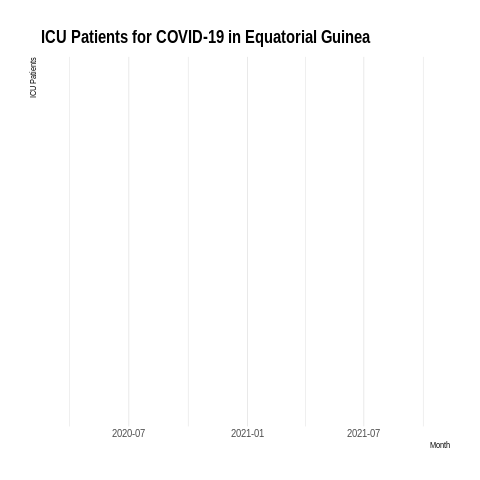 ICU Patients for COVID-19 in Equatorial Guinea
ICU Patients
2020-07
2021-01
2021-07
Month